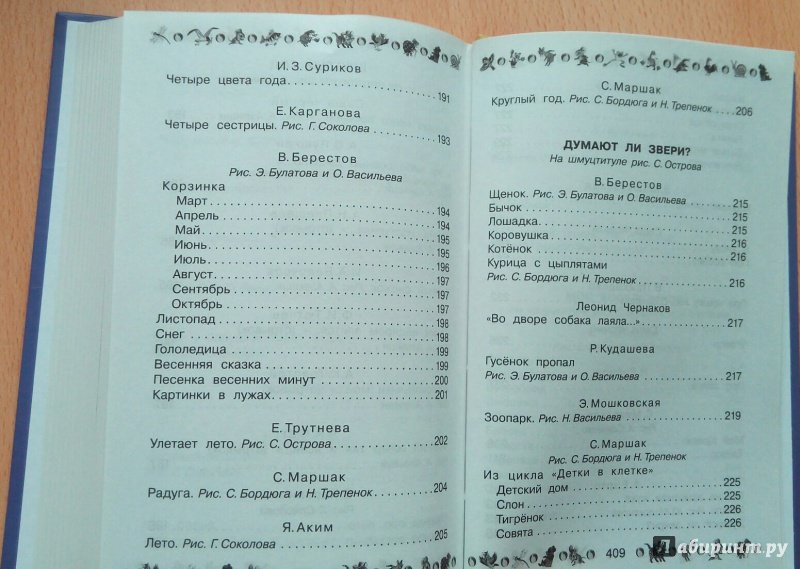 И. З. Суриков
Четыре цвета года. 191
Е. Карганова
Четыре сестрицы. Рис. Г. Соколова 193
В. Берестов
Рис. Э. Булатова и О. Васильева
Корзинка
Март 194
Апрель 194
Май 195
Июнь 195
Июль 196
Август 197
Сентябрь 197
Октябрь 197
Листопад 198
Снег 198
Гололедица 199
Весенняя сказка 199
Песенка весенних минут 200
Картинки в лужах 201
Е. Трутнева
Улетает лето. Рис. С. Острова 202
С. Маршак
Радуга. Рис. С. Бордюга и Н. Трепенок 204
Я. Аким
Лето. Рис. Г. Соколова 205
С. Маршак
Круглый год. Рис. С. Бордюга и Н. Трепенок 206
ДУМАЮТ ЛИ ЗВЕРИ?
На шмуцтитуле рис. С. Острова
В. Берестов
Щенок. Рис. Э. Булатова и О. Васильева 215
Бычок 215
Лошадка 215
Коровушка 216
Котёнок 216
Курица с цыплятами
Рис. С. Бордюга и Н. Трепенок 216
Леонид Чернаков
«Во дворе собака лаяла...» 217
Р. Кудашева
Гусёнок пропал
Рис. Э. Булатова и О. Васильева 217
Э. Мошковская
Зоопарк. Рис. Н. Васильева 219
С. Маршак
Рис. С. Бордюга и Н. Трепенок
Из цикла «Детки в клетке»
Детский дом 225
Слон 225
Тигрёнок 226
Совята 226
409
Лабиринт.ру